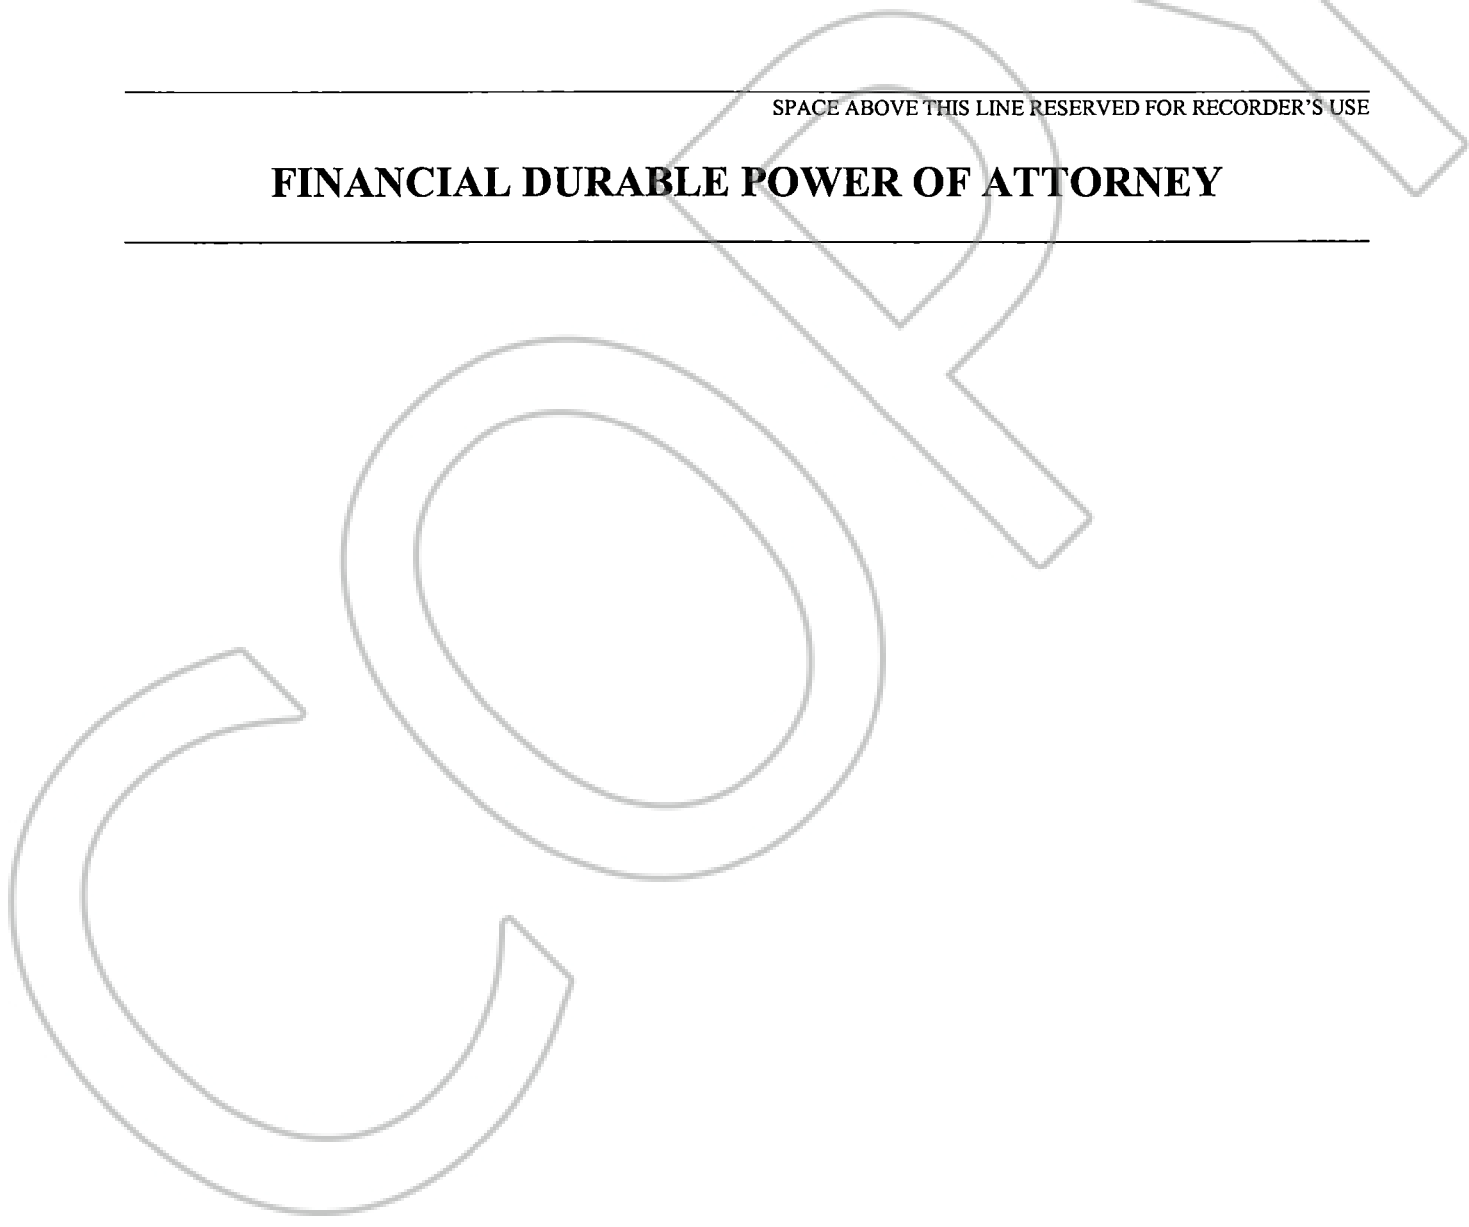 SPACE ABOVE THIS LINE RESERVED FOR RECORDER'S USE
FINANCIAL DURABLE POWER OF ATTORNEY
COPY